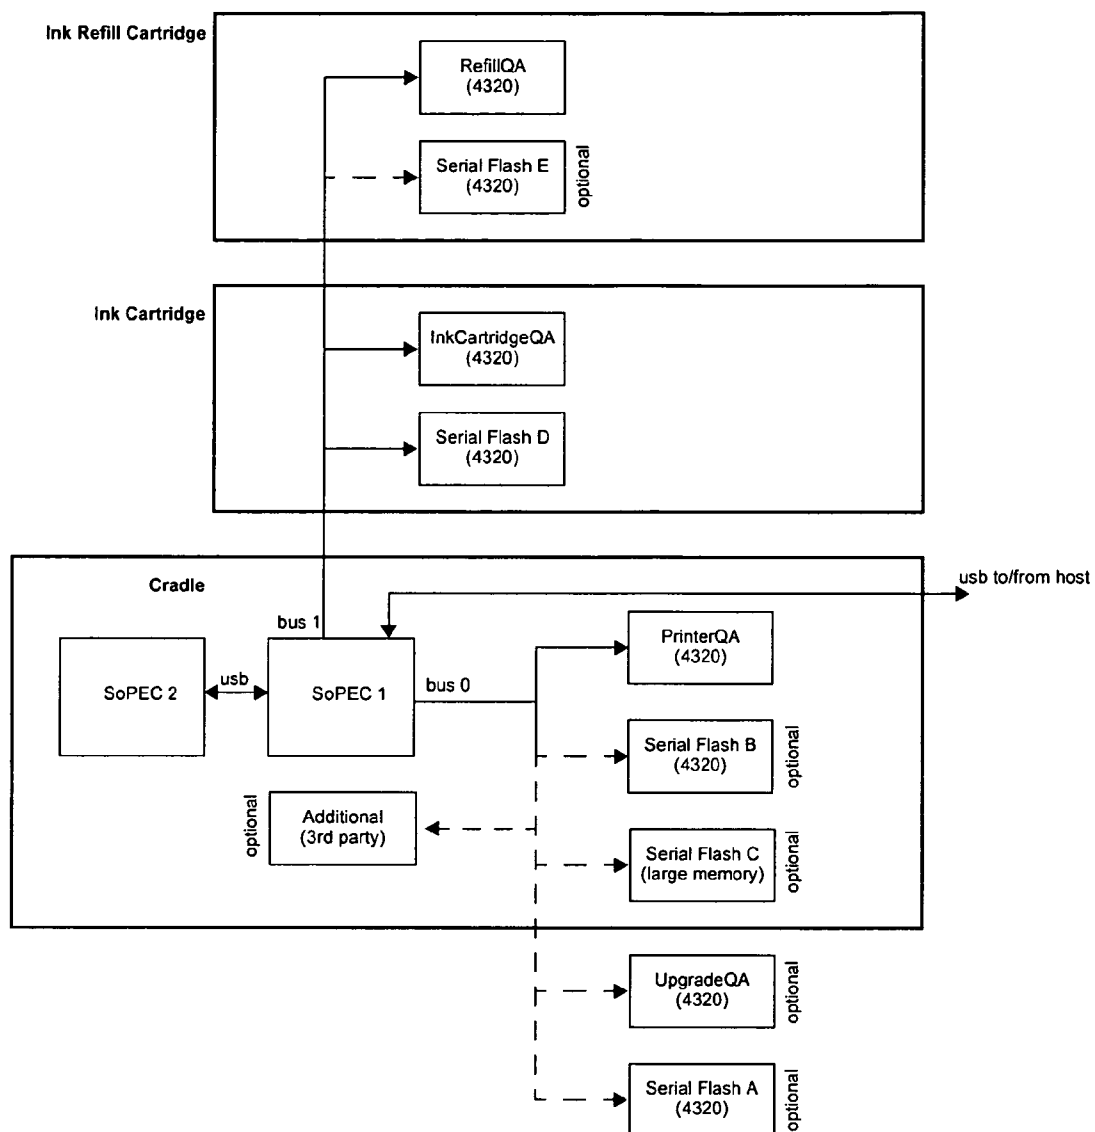 Ink Refill Cartridge
RefillQA
(4320)
Serial Flash E
(4320)
optional
Ink Cartridge
InkCartridgeQA
(4320)
Serial Flash D
(4320)
Cradle
usb to/from host
bus 1
SoPEC 2
usb
SoPEC 1
bus 0
PrinterQA
(4320)
Serial Flash B
(4320)
optional
optional
Additional
(3rd party)
Serial Flash C
(large memory)
optional
UpgradeQA
(4320)
optional
Serial Flash A
(4320)
optional